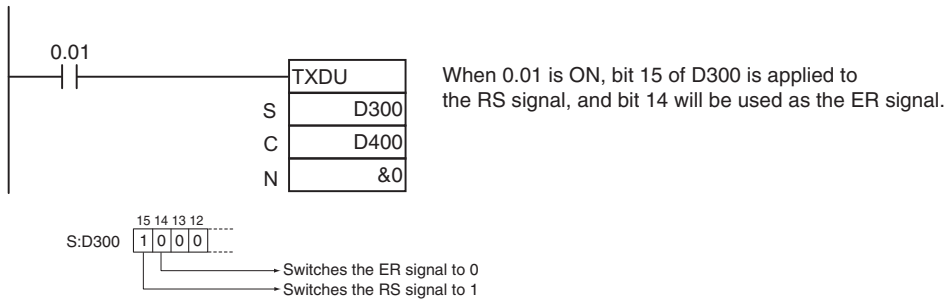 0.01
TXDU
When 0.01 is ON, bit 15 of D300 is applied to
the RS signal, and bit 14 will be used as the ER signal.
S D300
C D400
N &0
15 14 13 12
S:D300 1 0 0 0
Switches the ER signal to 0
Switches the RS signal to 1